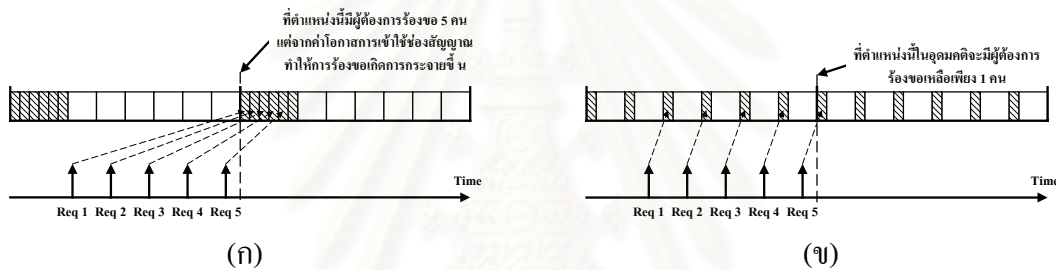 ที่ตำแหน่งนี้มีผู้ต้องการร้องขอ 5 คน
แต่จากค่าโอกาสการเข้าใช้ช่องสัญญาณ
ทำให้การร้องขอเกิดการกระจายขึ้ น
Time
Req 1 Req 2 Req 3 Req 4 Req 5
(ก)
ที่ตำแหน่งนี้ในอุดมคติจะมีผู้ต้องการ
ร้องขอเหลือเพียง 1 คน
Time
Req 1 Req 2 Req 3 Req 4 Req 5
(ข)